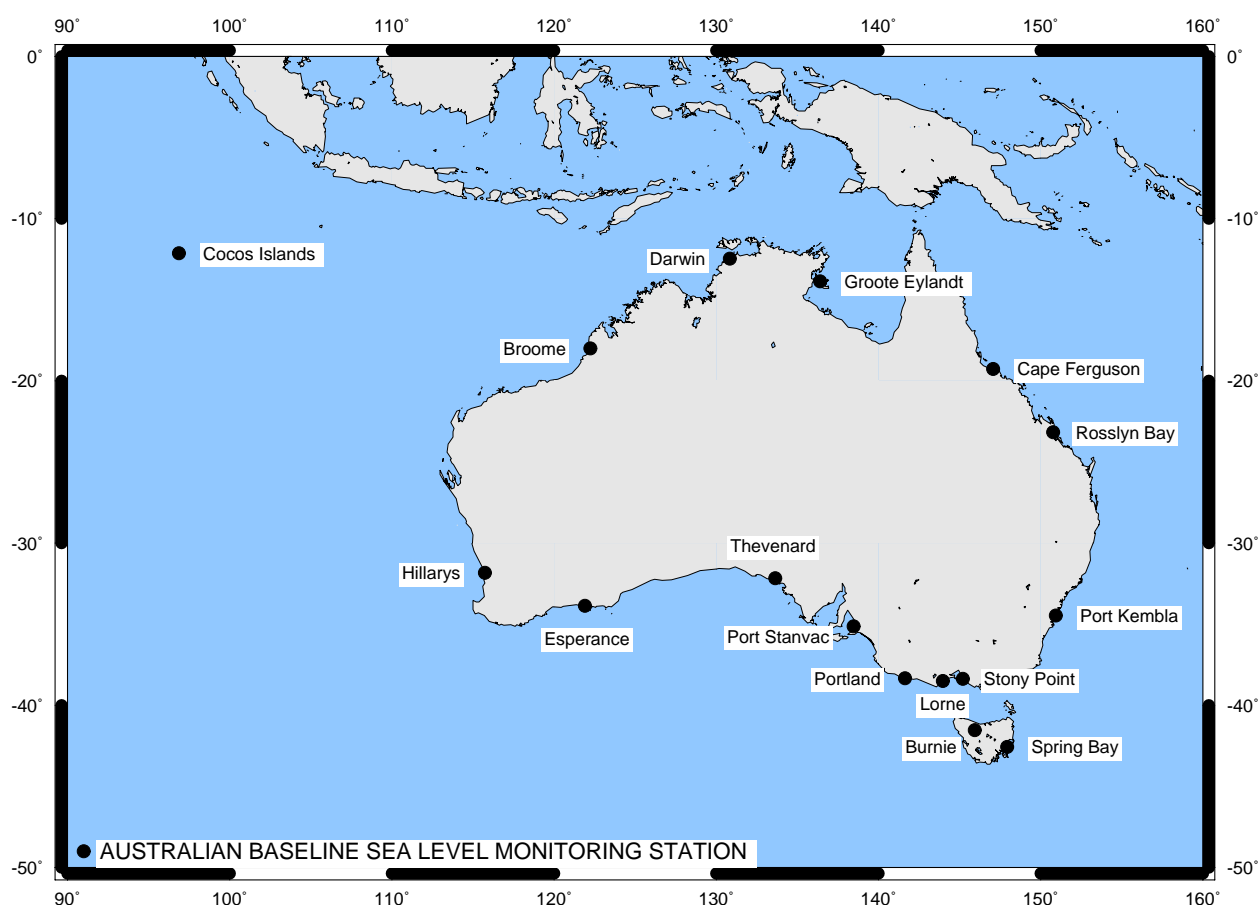 90˚ 100˚ 110˚ 120˚ 130˚ 140˚ 150˚ 160˚
0˚ 0˚
-10˚ -10˚
Cocos Islands
Darwin
Groote Eylandt
Broome
Cape Ferguson
-20˚ -20˚
Rosslyn Bay
-30˚ -30˚
Thevenard
Hillarys
Port Kembla
Esperance
Port Stanvac
Portland
Stony Point
Lorne
-40˚ -40˚
Burnie
Spring Bay
AUSTRALIAN BASELINE SEA LEVEL MONITORING STATION
-50˚ -50˚
90˚ 100˚ 110˚ 120˚ 130˚ 140˚ 150˚ 160˚